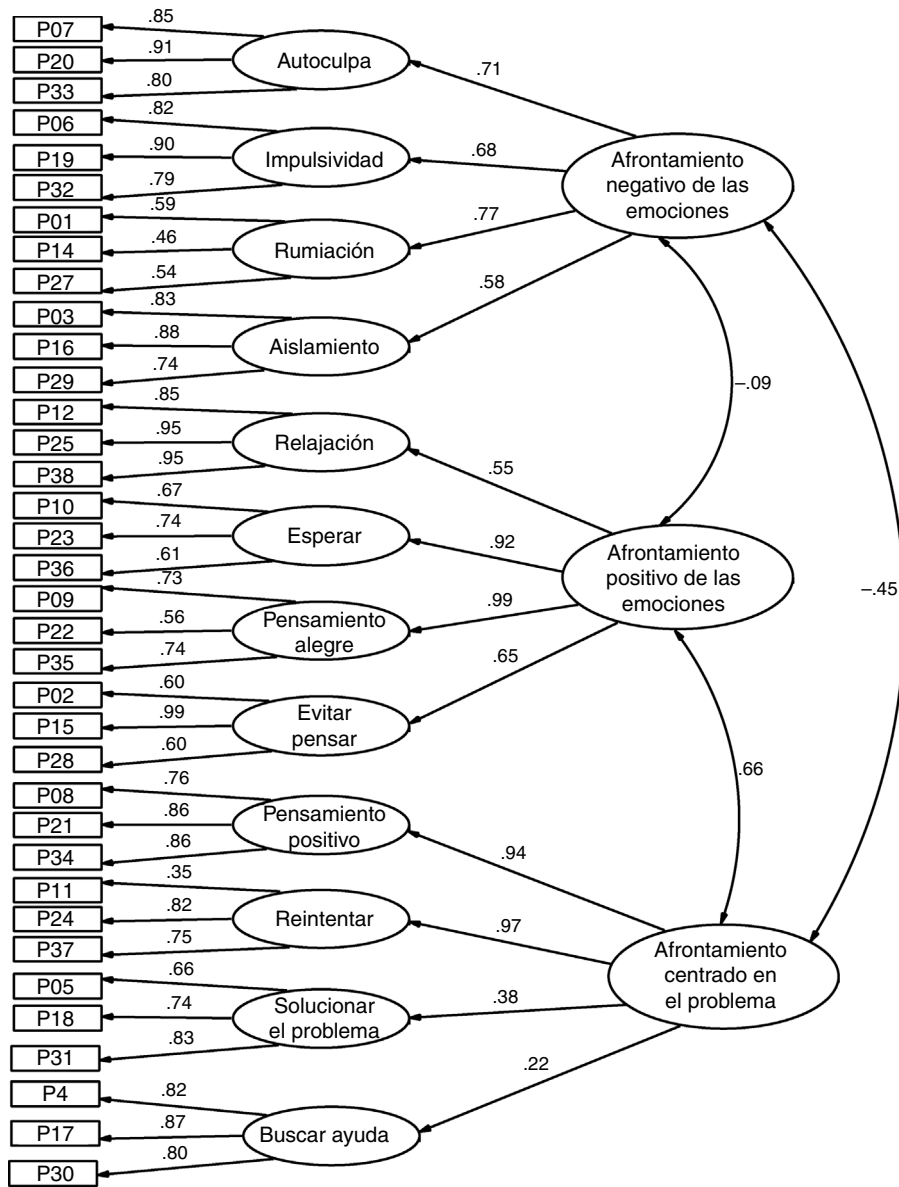 P07
.85
P20
.91
P33
.80
Autoculpa
.71
P06
.82
P19
.90
P32
.79
Impulsividad
.68
Afrontamiento
negativo de las
emociones
P01
.59
P14
.46
P27
.54
Rumiación
.77
P03
.83
P16
.88
P29
.74
Aislamiento
.58
–.09
P12
.85
P25
.95
P38
.95
Relajación
.55
P10
.67
P23
.74
P36
.61
Esperar
.92
Afrontamiento
positivo de las
emociones
–.45
P09
.73
P22
.56
P35
.74
Pensamiento
alegre
.99
P02
.60
P15
.99
P28
.60
Evitar
pensar
.65
.66
P08
.76
P21
.86
P34
.86
Pensamiento
positivo
.94
P11
.35
P24
.82
P37
.75
Reintentar
.97
Afrontamiento
centrado en
el problema
P05
.66
P18
.74
P31
.83
Solucionar
el problema
.38
P4
.82
P17
.87
P30
.80
Buscar ayuda
.22